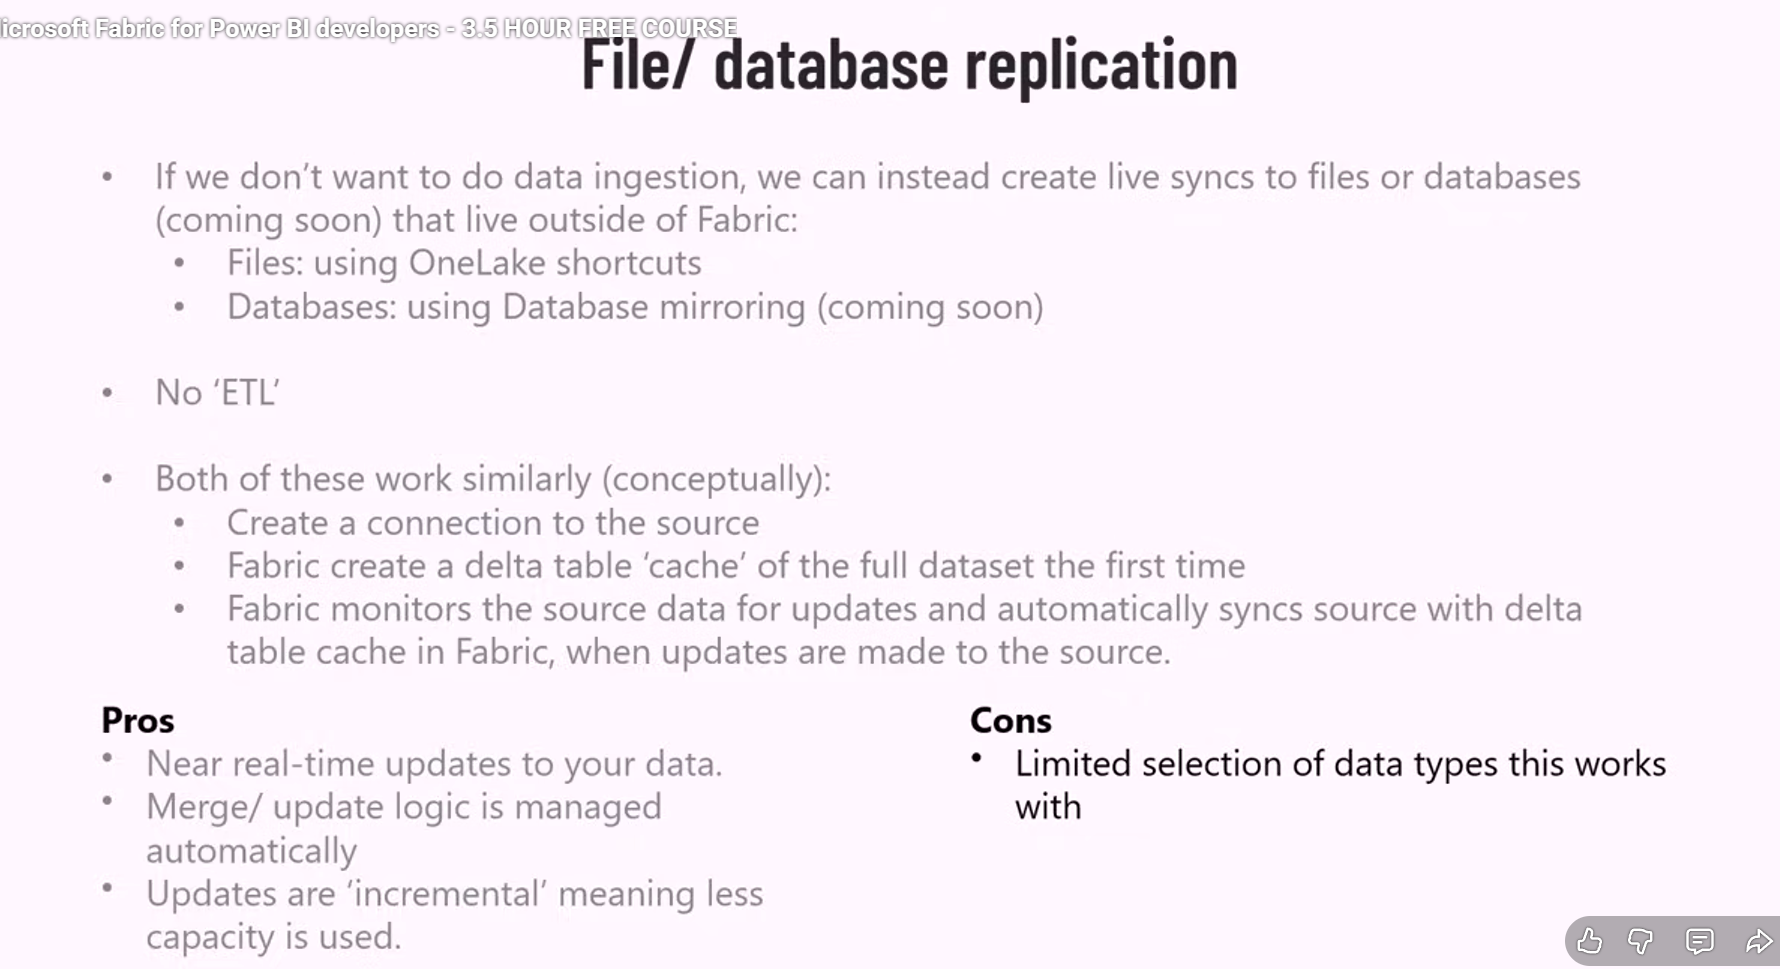 icrosoft Fabric for Power BI developers - 3.5 HOUR FREE COURSE
File/ database replication
• If we don’t want to do data ingestion, we can instead create live syncs to files or databases
(coming soon) that live outside of Fabric:
• Files: using OneLake shortcuts
• Databases: using Database mirroring (coming soon)
• No ‘ETL’
• Both of these work similarly (conceptually):
• Create a connection to the source
• Fabric create a delta table ‘cache’ of the full dataset the first time
• Fabric monitors the source data for updates and automatically syncs source with delta
table cache in Fabric, when updates are made to the source.
Pros
• Near real-time updates to your data.
• Merge/ update logic is managed
automatically
• Updates are ‘incremental’ meaning less
capacity is used.
Cons
• Limited selection of data types this works
with